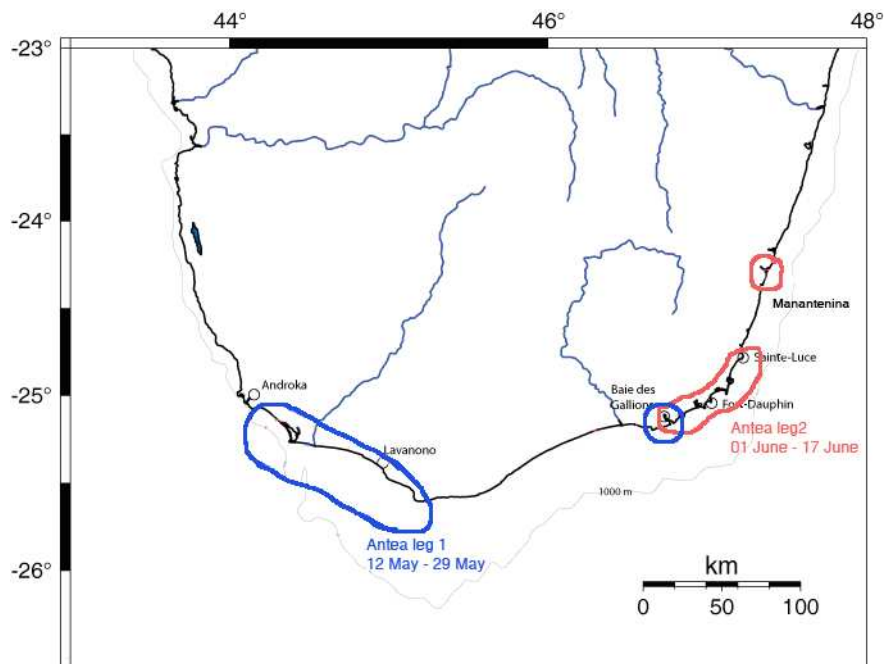 44°
46°
48°
-23°
-24°
-25°
-26°
Manantenina
Sainte-Luce
Androka
Baie des
Gallions
Fort-Dauphin
Antea leg2
01 June - 17 June
Lavanono
1000 m
Antea leg 1
12 May - 29 May
km
0 50 100